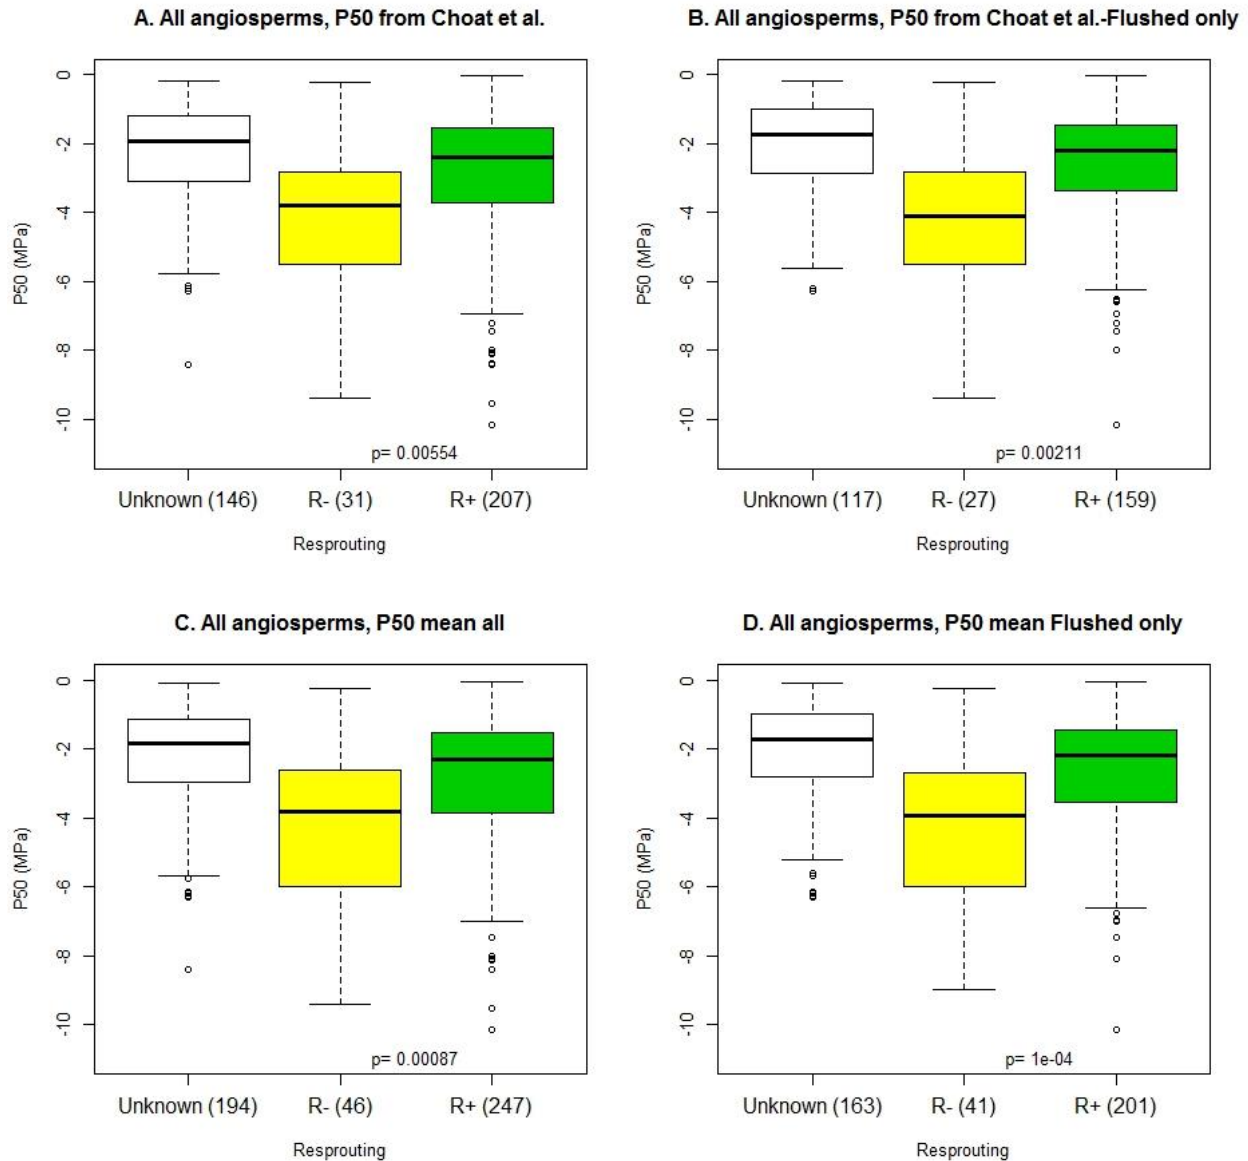 A. All angiosperms, P50 from Choat et al.
0
-2
-4
-6
-8
-10
P50 (MPa)
p= 0.00554
Unknown (146) R- (31) R+ (207)
Resprouting
B. All angiosperms, P50 from Choat et al.-Flushed only
0
-2
-4
-6
-8
-10
P50 (MPa)
p= 0.00211
Unknown (117) R- (27) R+ (159)
Resprouting
C. All angiosperms, P50 mean all
0
-2
-4
-6
-8
-10
P50 (MPa)
p= 0.00087
Unknown (194) R- (46) R+ (247)
Resprouting
D. All angiosperms, P50 mean Flushed only
0
-2
-4
-6
-8
-10
P50 (MPa)
p= 1e-04
Unknown (163) R- (41) R+ (201)
Resprouting